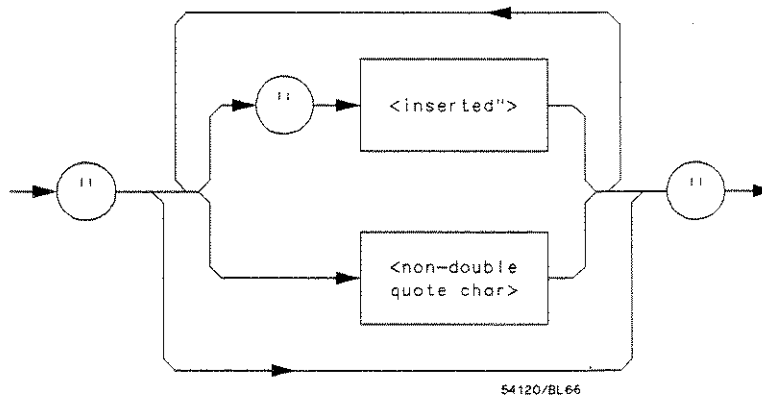 "
<inserted">
"
"
<non-double
quote char>
54120/BL66